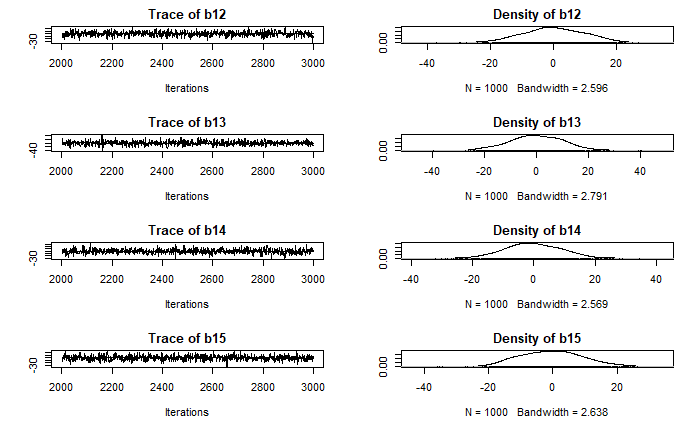 Trace of b12
-30
2000 2200 2400 2600 2800 3000
Iterations
Density of b12
0.00
-40 -20 0 20
N = 1000 Bandwidth = 2.596
Trace of b13
-40
2000 2200 2400 2600 2800 3000
Iterations
Density of b13
0.00
-40 -20 0 20 40
N = 1000 Bandwidth = 2.791
Trace of b14
-30
2000 2200 2400 2600 2800 3000
Iterations
Density of b14
0.00
-40 -20 0 20 40
N = 1000 Bandwidth = 2.569
Trace of b15
-30
2000 2200 2400 2600 2800 3000
Iterations
Density of b15
0.00
-40 -20 0 20
N = 1000 Bandwidth = 2.638